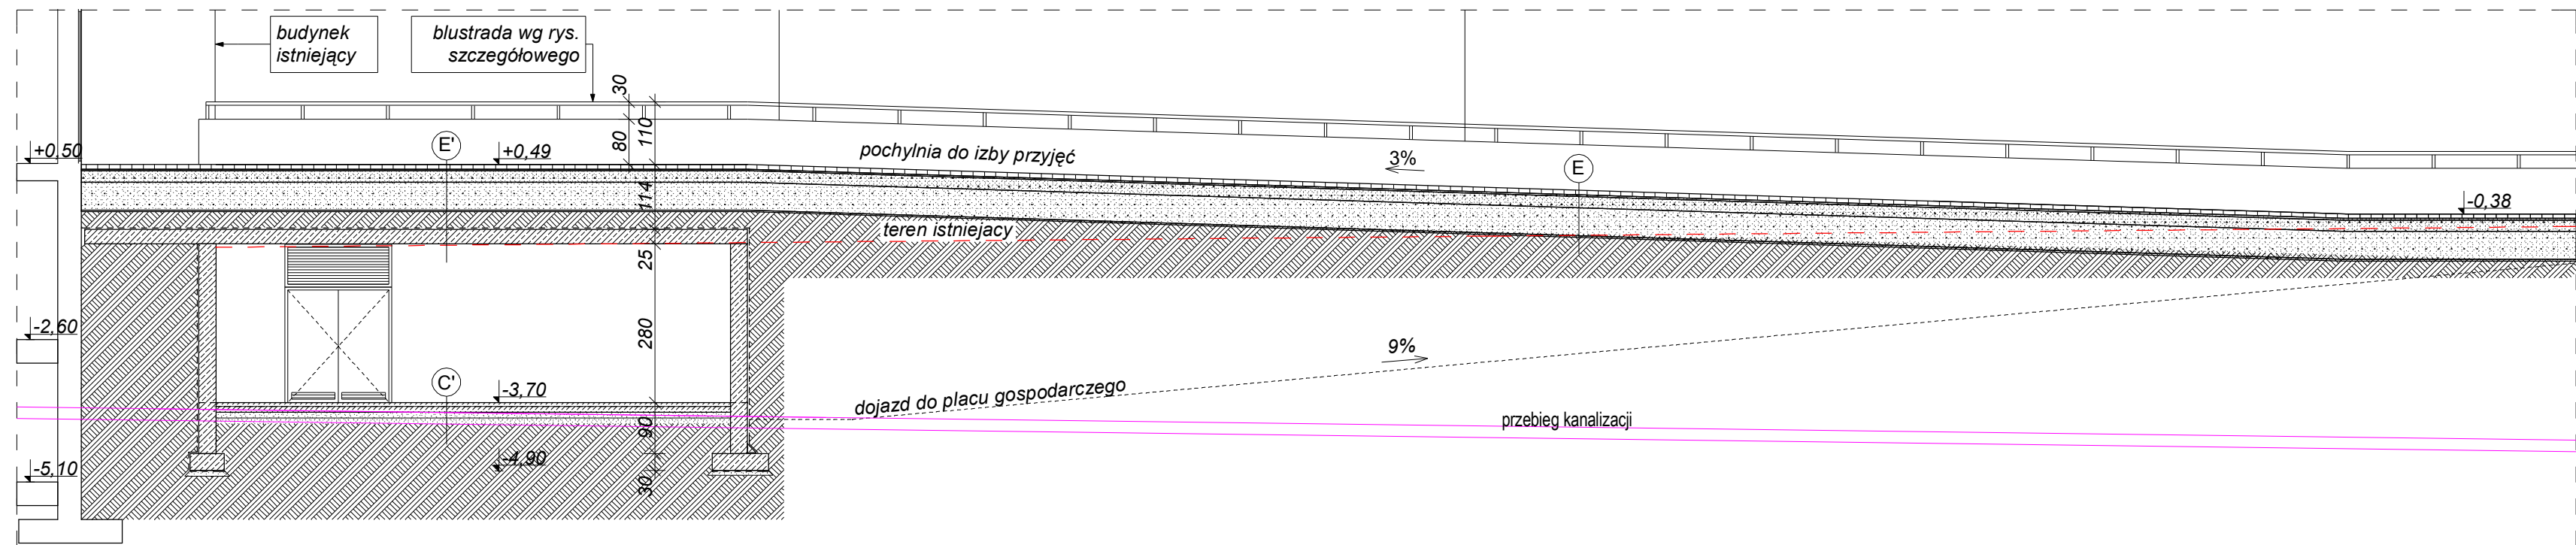 budynek
istniejący
blustrada wg rys.
szczegółowego
30
80
110
+0,50
E'
+0,49
pochylnia do izby przyjęć
3%
E
-0,38
114
teren istniejacy
25
-2,60
280
9%
C'
-3,70
dojazd do placu gospodarczego
przebieg kanalizacji
90
-5,10
-4,90
30